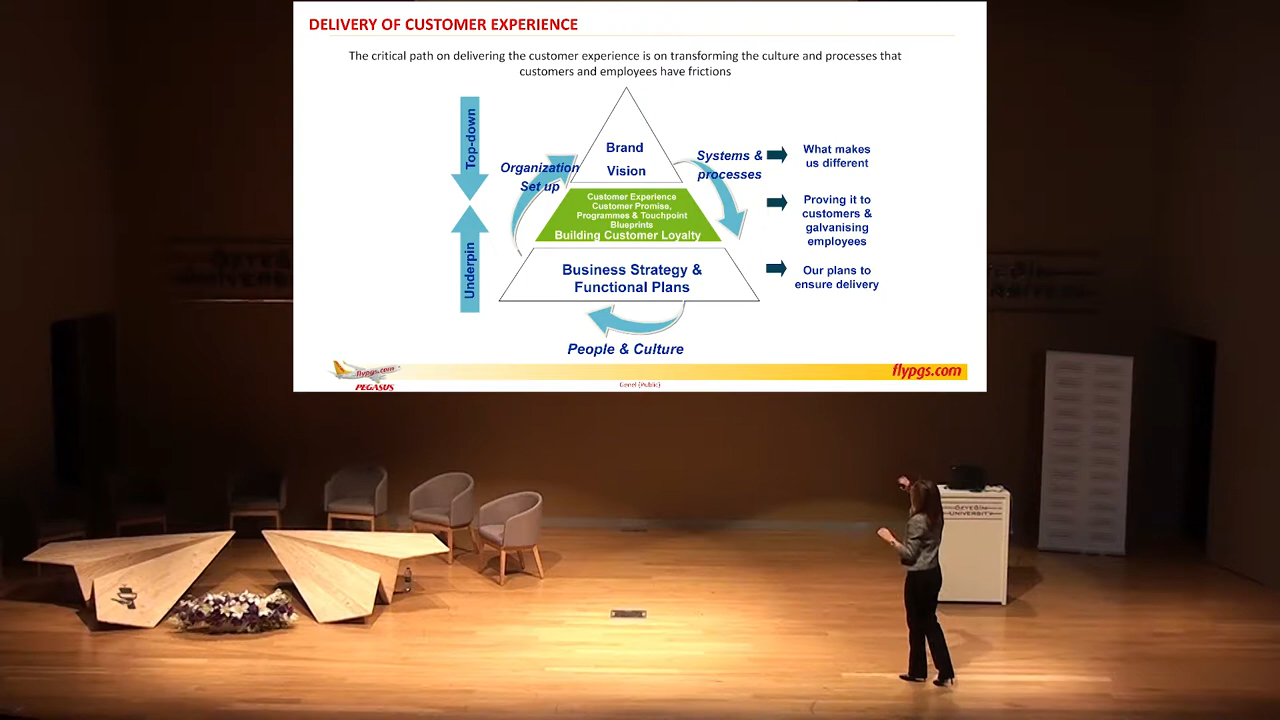 DELIVERY OF CUSTOMER EXPERIENCE
The critical path on delivering the customer experience is on transforming the culture and processes that
customers and employees have frictions
Top-down
Underpin
Organization
Set up
Brand
Vision
Systems &
processes
Customer Experience
Customer Promise,
Programmes & Touchpoint
Blueprints
Building Customer Loyalty
Business Strategy &
Functional Plans
People & Culture
What makes
us different
Proving it to
customers &
galvanising
employees
Our plans to
ensure delivery
flypgs.com
PEGASUS
flypgs.com
Genel (Public)
ÖZYEĞİN
UNIVERSITY